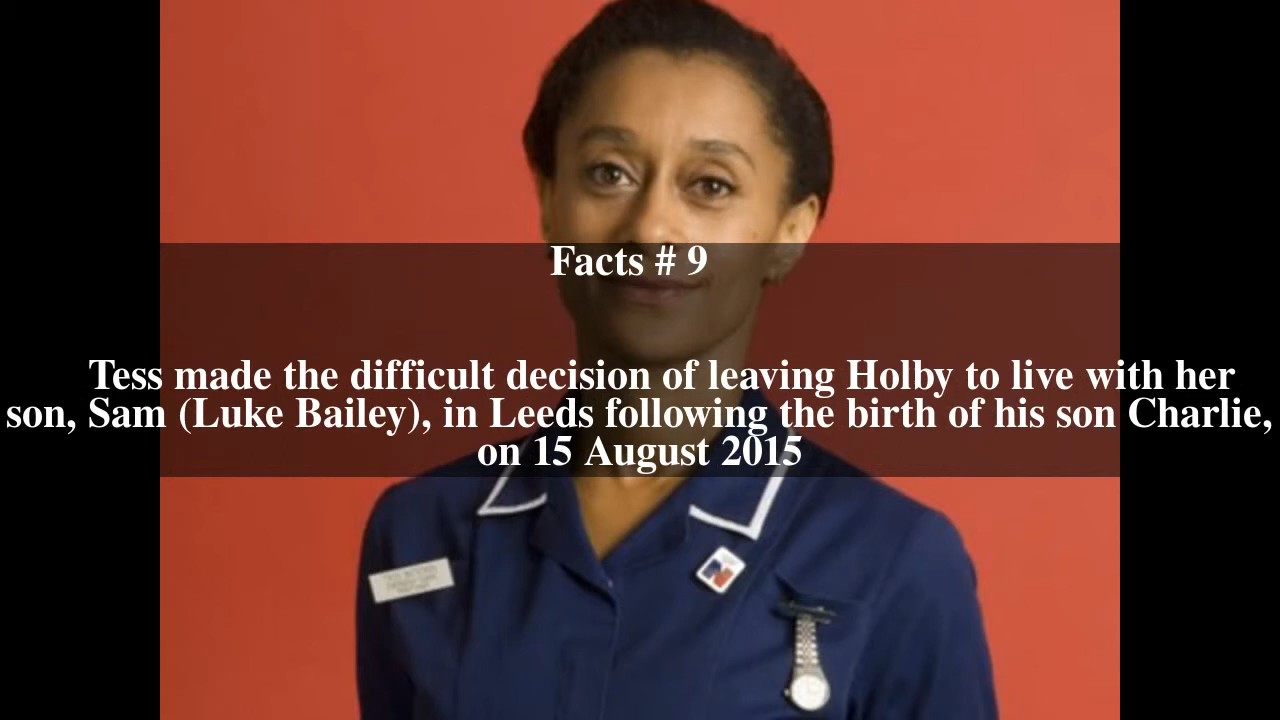 Facts # 9
Tess made the difficult decision of leaving Holby to live with her
son, Sam (Luke Bailey), in Leeds following the birth of his son Charlie,
on 15 August 2015